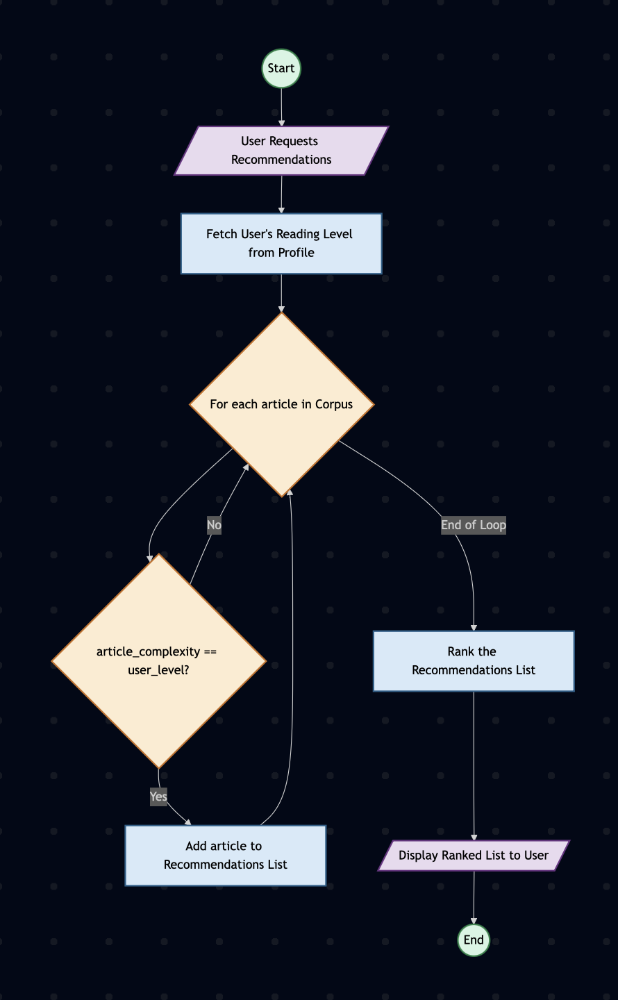 Start
User Requests
Recommendations
Fetch User's Reading Level
from Profile
For each article in Corpus
No
End of Loop
article_complexity ==
user_level?
Rank the
Recommendations List
Yes
Add article to
Recommendations List
Display Ranked List to User
End